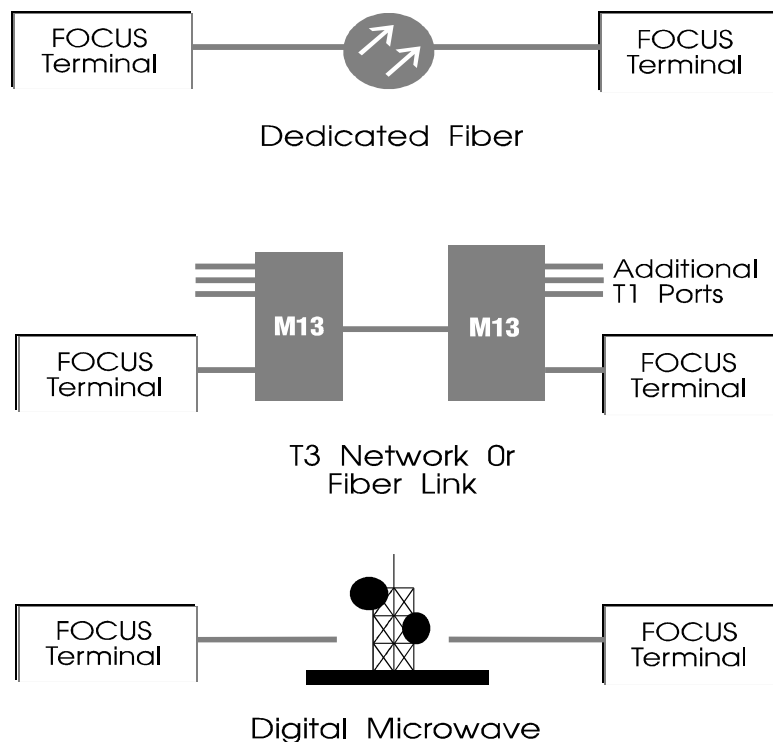 FOCUS
Terminal
FOCUS
Terminal
Dedicated Fiber
Additional
T1 Ports
M13
M13
FOCUS
Terminal
FOCUS
Terminal
T3 Network Or
Fiber Link
FOCUS
Terminal
FOCUS
Terminal
Digital Microwave